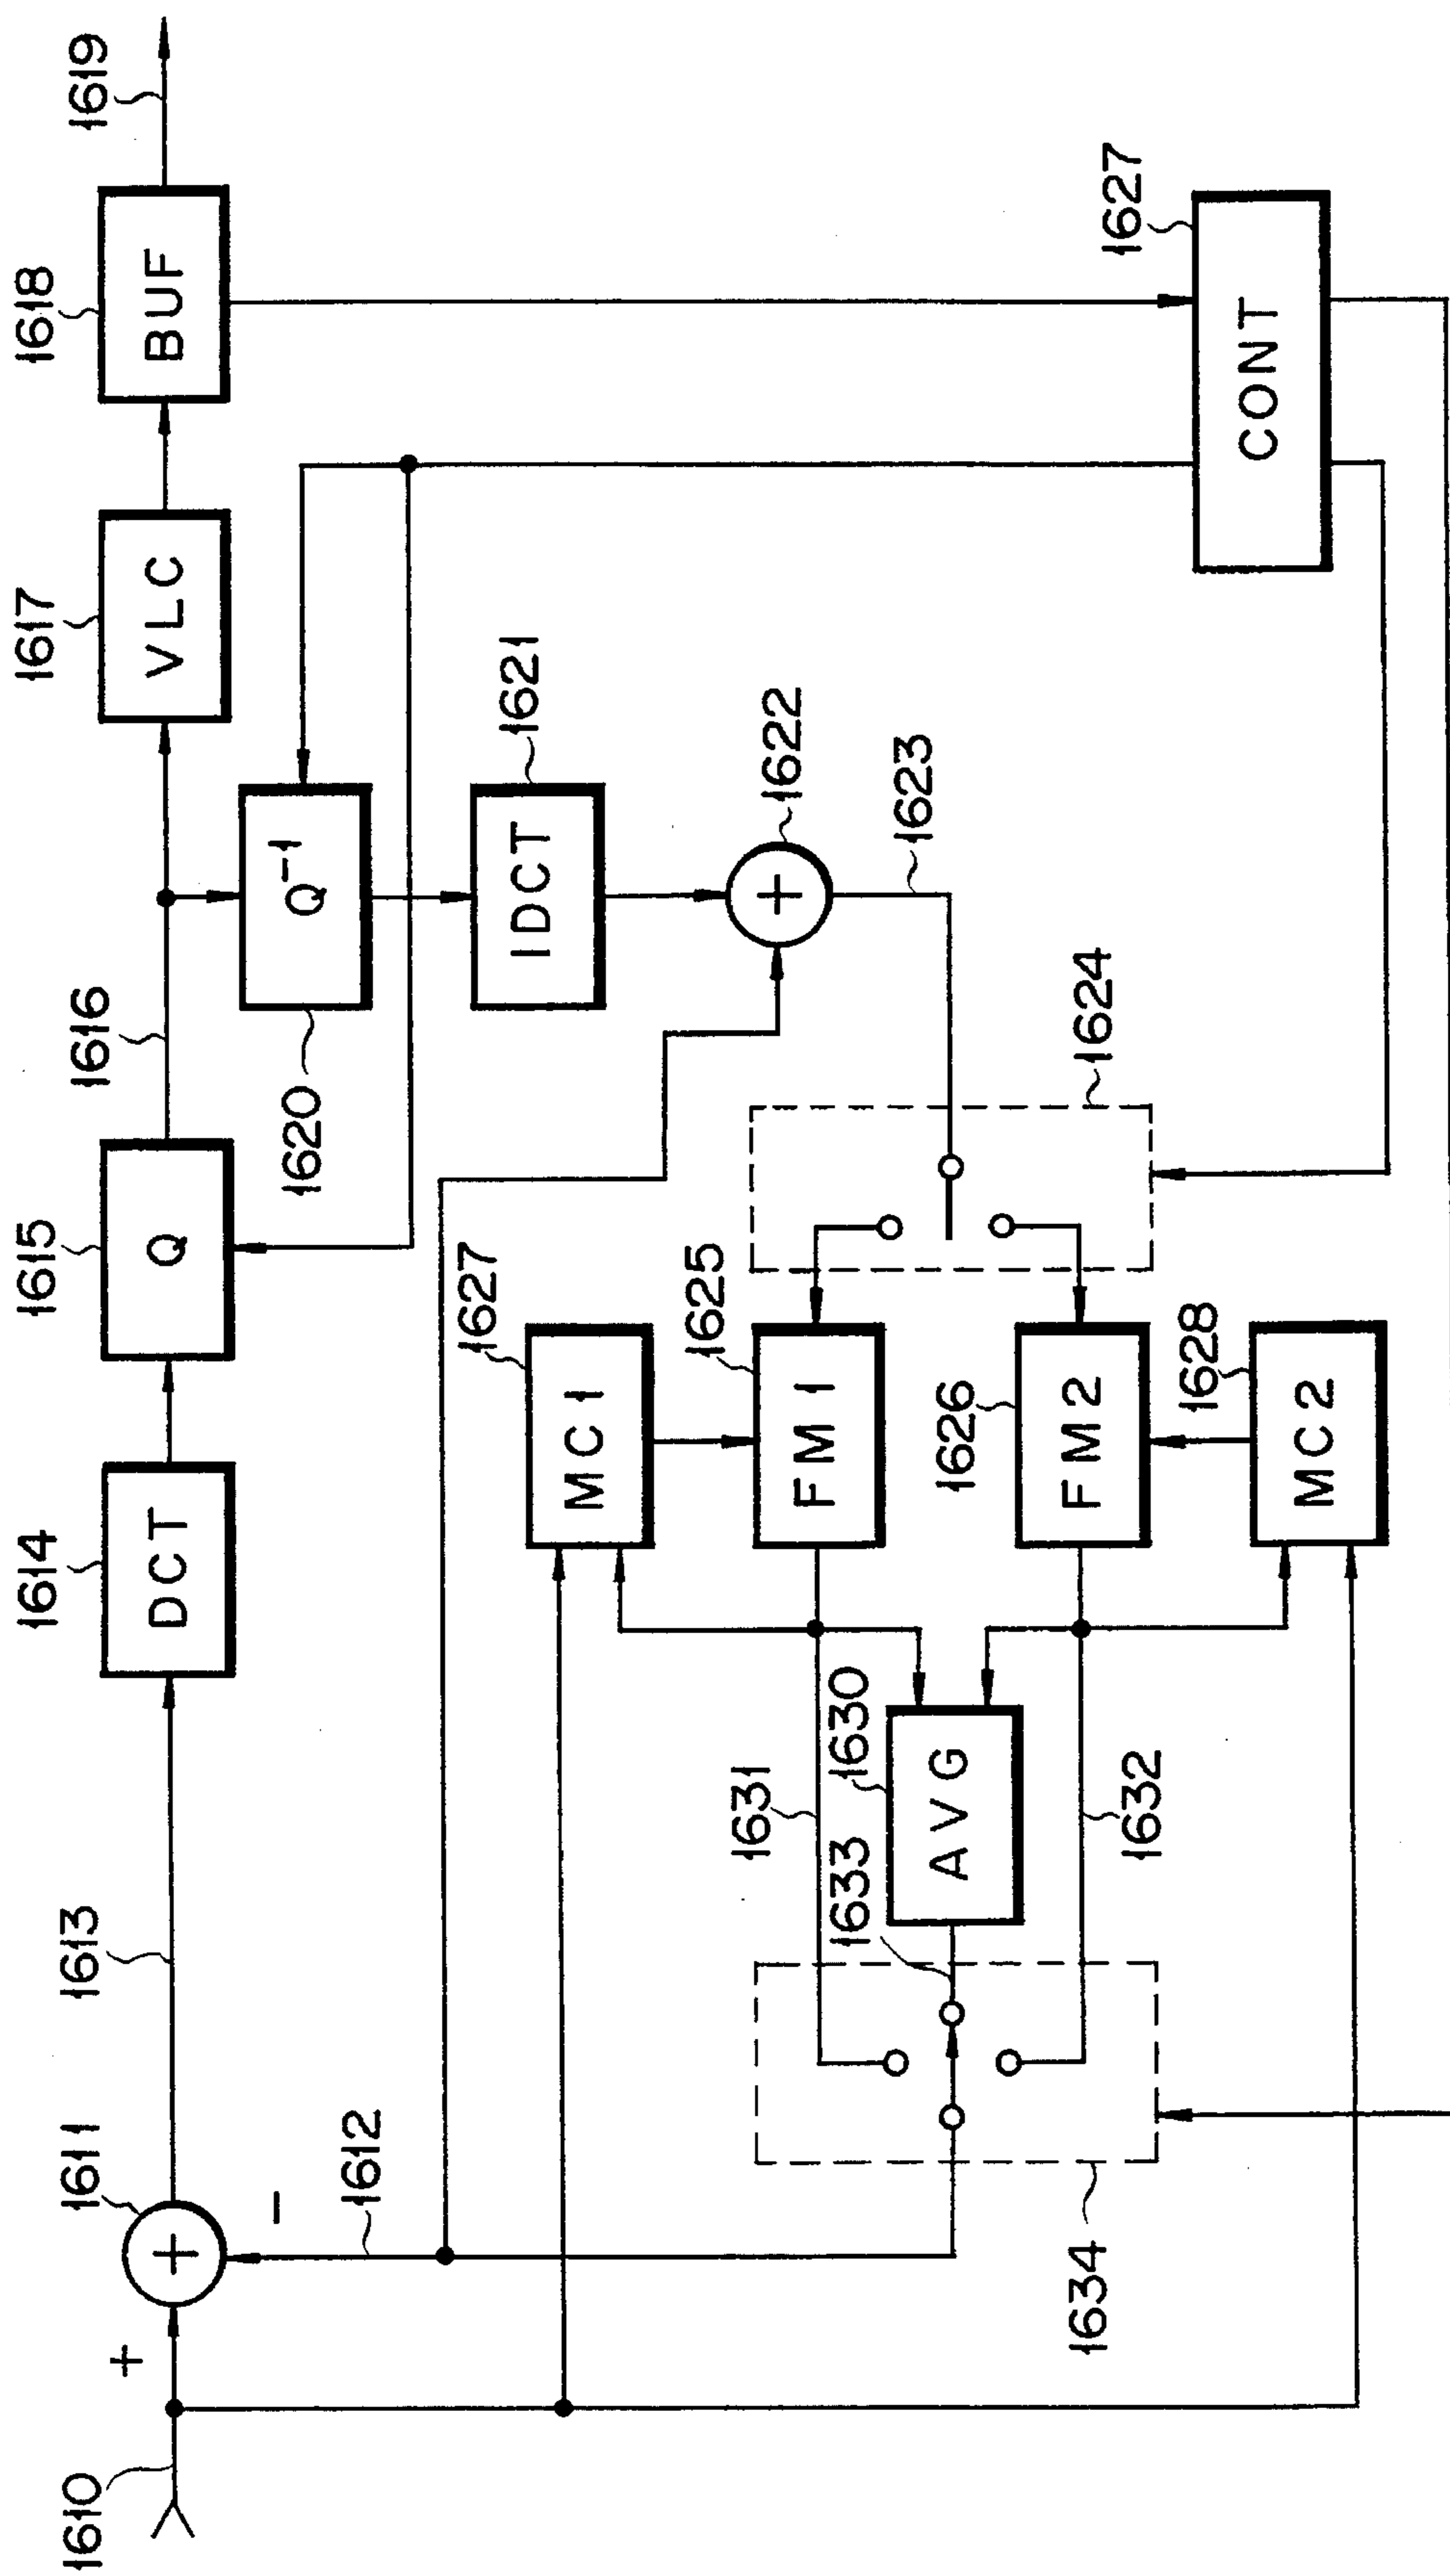 1610
+
1611
+
−
1612
1613
1614
DCT
1615
Q
1616
1617
VLC
1618
BUF
1619
1620
Q⁻¹
1621
IDCT
1622
+
1623
1624
1627
MC1
1625
FM1
1626
FM2
1628
MC2
1627
CONT
1630
AVG
1631
1632
1633
1634